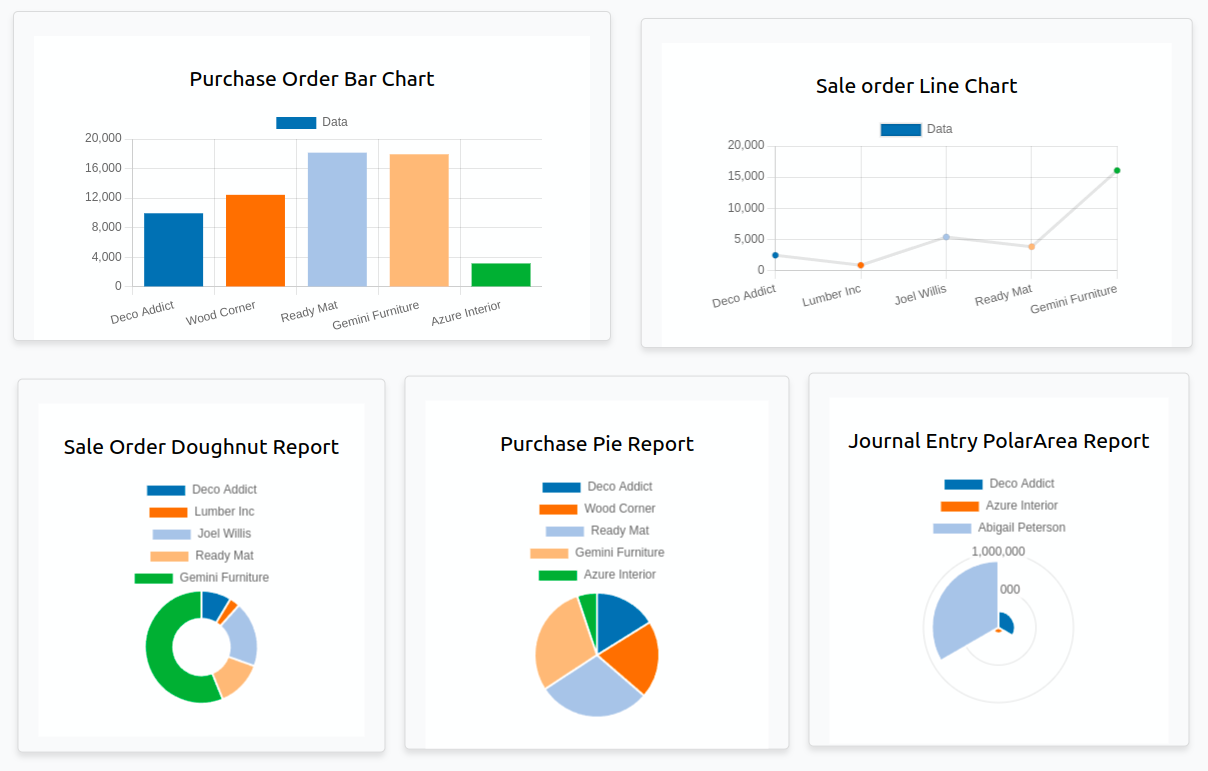 Purchase Order Bar Chart
Data
20,000
16,000
12,000
8,000
4,000
0
Deco Addict
Wood Corner
Ready Mat
Gemini Furniture
Azure Interior
Sale order Line Chart
Data
20,000
15,000
10,000
5,000
0
Deco Addict
Lumber Inc
Joel Willis
Ready Mat
Gemini Furniture
Sale Order Doughnut Report
Deco Addict
Lumber Inc
Joel Willis
Ready Mat
Gemini Furniture
Purchase Pie Report
Deco Addict
Wood Corner
Ready Mat
Gemini Furniture
Azure Interior
Journal Entry PolarArea Report
Deco Addict
Azure Interior
Abigail Peterson
1,000,000
000